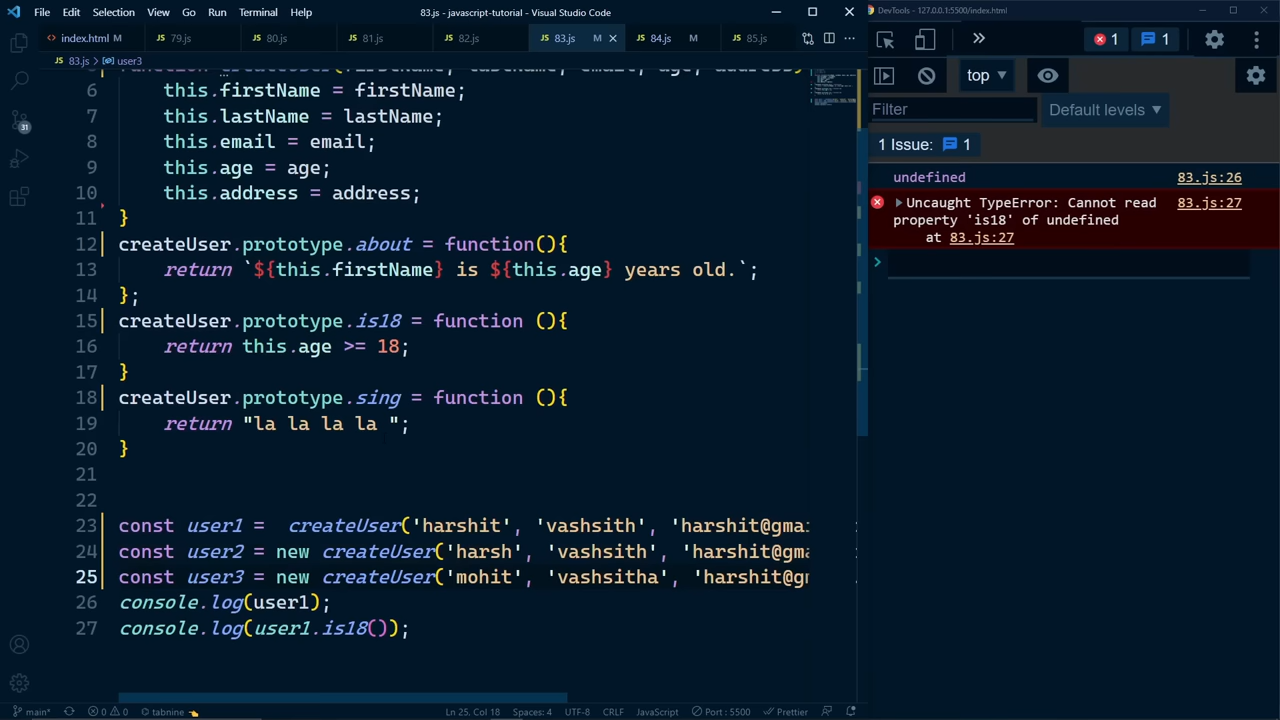 File Edit Selection View Go Run Terminal Help
83.js - javascript-tutorial - Visual Studio Code
DevTools - 127.0.0.1:5500/index.html
index.html M 79.js 80.js 81.js 82.js 83.js M 84.js M 85.js
83.js > user3
6 this.firstName = firstName;
7 this.lastName = lastName;
8 this.email = email;
9 this.age = age;
10 this.address = address;
11 }
12 createUser.prototype.about = function(){
13 return `${this.firstName} is ${this.age} years old.`;
14 };
15 createUser.prototype.is18 = function (){
16 return this.age >= 18;
17 }
18 createUser.prototype.sing = function (){
19 return "la la la la ";
20 }
21
22
23 const user1 =  createUser('harshit', 'vashsith', 'harshit@gmai
24 const user2 = new createUser('harsh', 'vashsith', 'harshit@gma
25 const user3 = new createUser('mohit', 'vashsitha', 'harshit@gm
26 console.log(user1);
27 console.log(user1.is18());
31
main* 0 0 tabnine
Ln 25, Col 18 Spaces: 4 UTF-8 CRLF JavaScript Port : 5500 Prettier
1 1
top
Filter Default levels
1 Issue: 1
undefined 83.js:26
Uncaught TypeError: Cannot read 83.js:27
property 'is18' of undefined
at 83.js:27